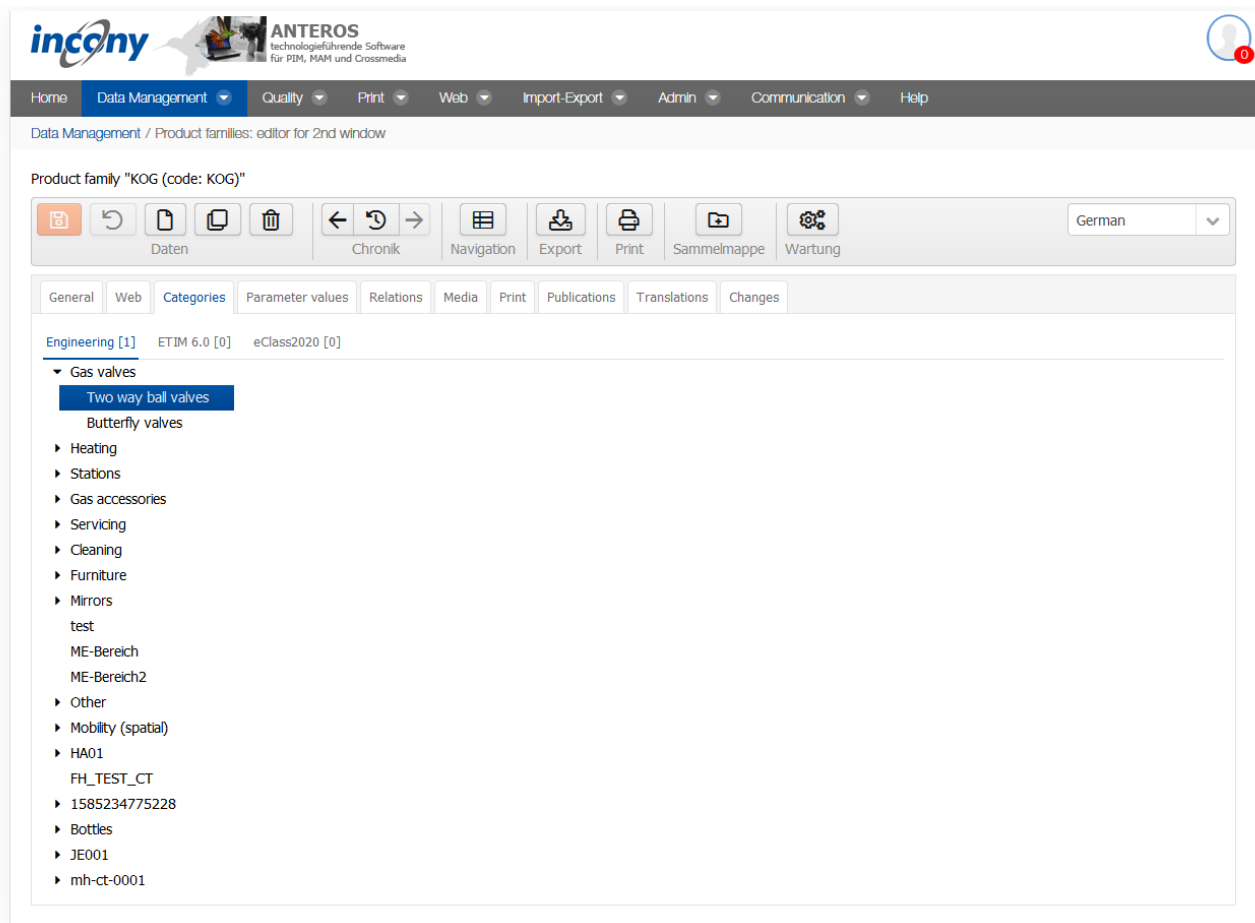 incony
ANTEROS
technologieführende Software
für PIM, MAM und Crossmedia
0
Home Data Management Quality Print Web Import-Export Admin Communication Help
Data Management / Product families: editor for 2nd window
Product family "KOG (code: KOG)"
German
Daten Chronik Navigation Export Print Sammelmappe Wartung
General Web Categories Parameter values Relations Media Print Publications Translations Changes
Engineering [1] ETIM 6.0 [0] eClass2020 [0]
Gas valves
Two way ball valves
Butterfly valves
Heating
Stations
Gas accessories
Servicing
Cleaning
Furniture
Mirrors
test
ME-Bereich
ME-Bereich2
Other
Mobility (spatial)
HA01
FH_TEST_CT
1585234775228
Bottles
JE001
mh-ct-0001